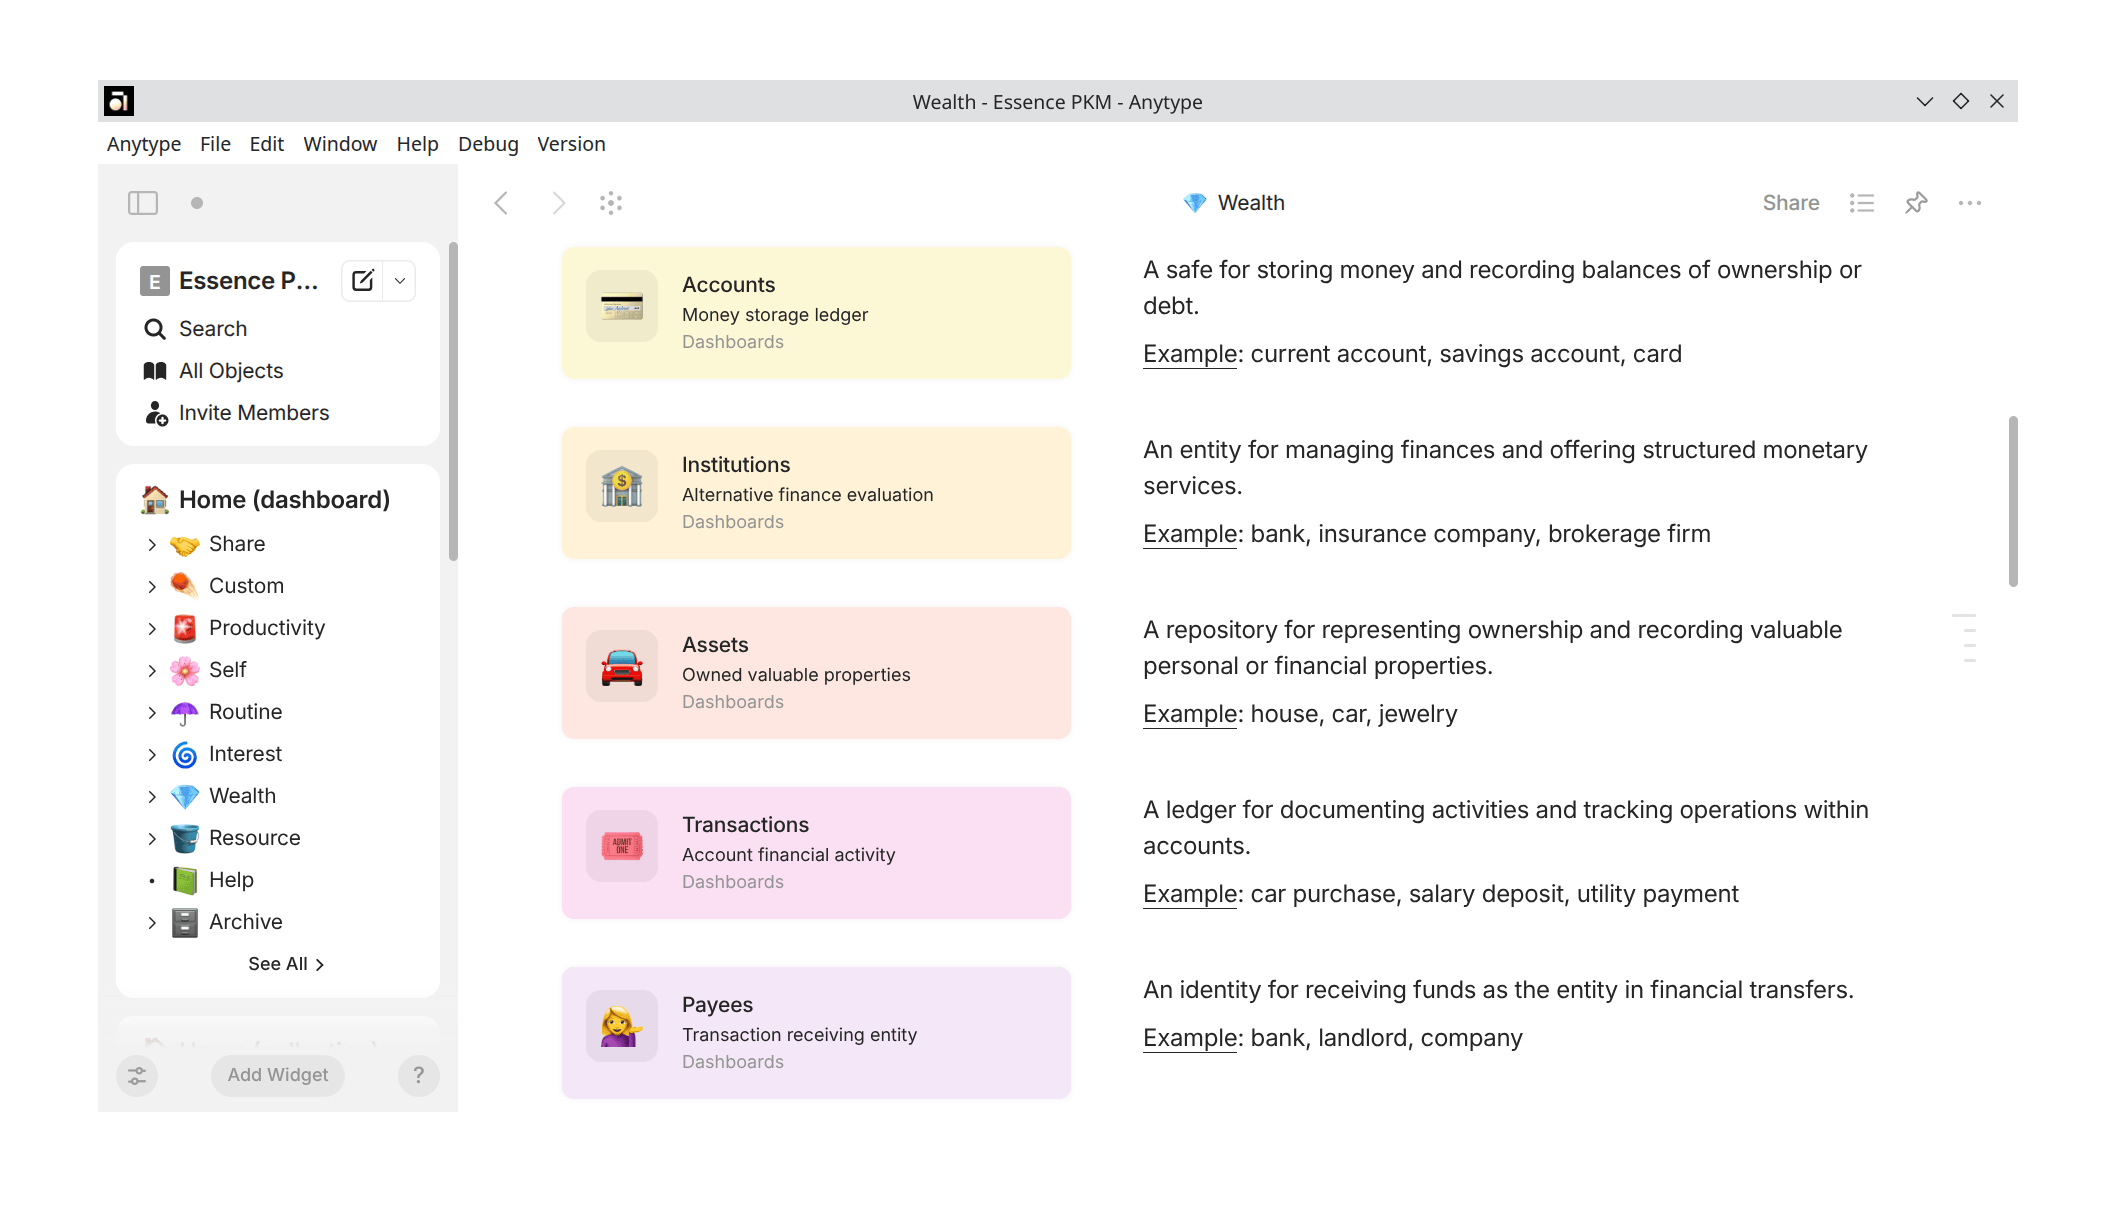 Wealth - Essence PKM - Anytype
Anytype File Edit Window Help Debug Version
Wealth
Share
E Essence P...
Search
All Objects
Invite Members
Home (dashboard)
Share
Custom
Productivity
Self
Routine
Interest
Wealth
Resource
Help
Archive
See All
Add Widget
?
Accounts
Money storage ledger
Dashboards
A safe for storing money and recording balances of ownership or
debt.
Example: current account, savings account, card
Institutions
Alternative finance evaluation
Dashboards
An entity for managing finances and offering structured monetary
services.
Example: bank, insurance company, brokerage firm
Assets
Owned valuable properties
Dashboards
A repository for representing ownership and recording valuable
personal or financial properties.
Example: house, car, jewelry
ADMIT
ONE
Transactions
Account financial activity
Dashboards
A ledger for documenting activities and tracking operations within
accounts.
Example: car purchase, salary deposit, utility payment
Payees
Transaction receiving entity
Dashboards
An identity for receiving funds as the entity in financial transfers.
Example: bank, landlord, company